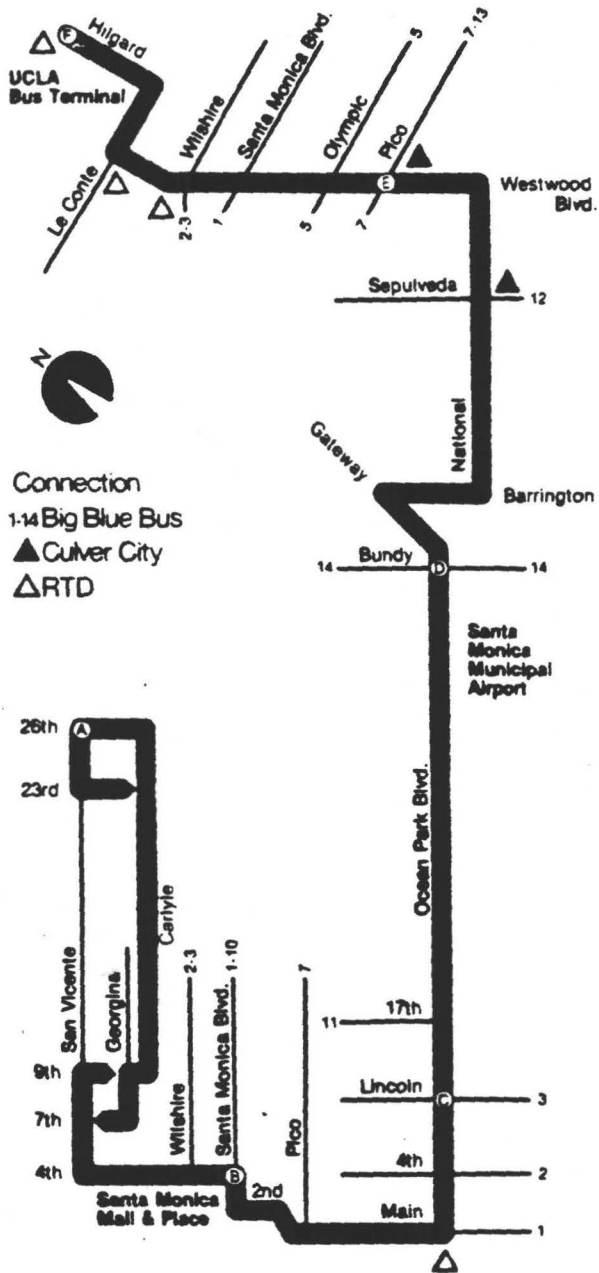 F
Hilgard
UCLA
Bus Terminal
Le Conte
Wilshire
2-3
Santa Monica Blvd.
1
5
Olympic
5
7-13
Pico
7
E
Westwood
Blvd.
Sepulveda
12
N
National
Gateway
Barrington
Connection
1-14 Big Blue Bus
Culver City
RTD
14
Bundy
D
14
Santa
Monica
Municipal
Airport
26th
A
23rd
Ocean Park Blvd.
Carlyle
San Vicente
Georgina
2-3
Wilshire
1-10
Santa Monica Blvd.
7
Pico
11
17th
9th
Lincoln
C
3
7th
4th
B
4th
2
Santa Monica
Mall & Place
2nd
Main
1